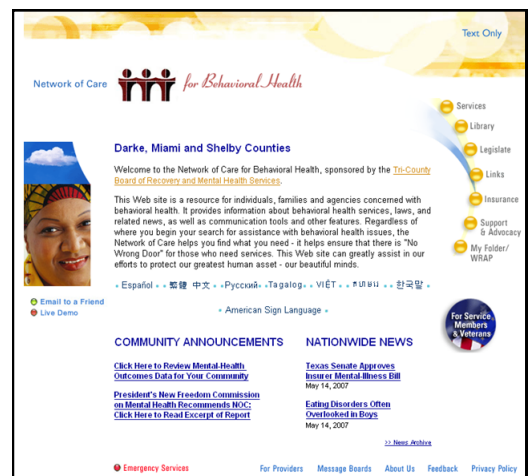 Text Only
Network of Care
for Behavioral Health
Services
Library
Legislate
Links
Insurance
Support
& Advocacy
My Folder/
WRAP
Darke, Miami and Shelby Counties
Welcome to the Network of Care for Behavioral Health, sponsored by the Tri-County
Board of Recovery and Mental Health Services.
This Web site is a resource for individuals, families and agencies concerned with
behavioral health. It provides information about behavioral health services, laws, and
related news, as well as communication tools and other features. Regardless of
where you begin your search for assistance with behavioral health issues, the
Network of Care helps you find what you need - it helps ensure that there is "No
Wrong Door" for those who need services. This Web site can greatly assist in our
efforts to protect our greatest human asset - our beautiful minds.
Español 繁體 中文 Русский Tagalog VIỆT 한국말
American Sign Language
Email to a Friend
Live Demo
For Service
Members
& Veterans
COMMUNITY ANNOUNCEMENTS
Click Here to Review Mental-Health
Outcomes Data for Your Community
President's New Freedom Commission
on Mental Health Recommends NOC:
Click Here to Read Excerpt of Report
NATIONWIDE NEWS
Texas Senate Approves
Insurer Mental-Illness Bill
May 14, 2007
Eating Disorders Often
Overlooked in Boys
May 14, 2007
>> News Archive
Emergency Services
For Providers Message Boards About Us Feedback Privacy Policy